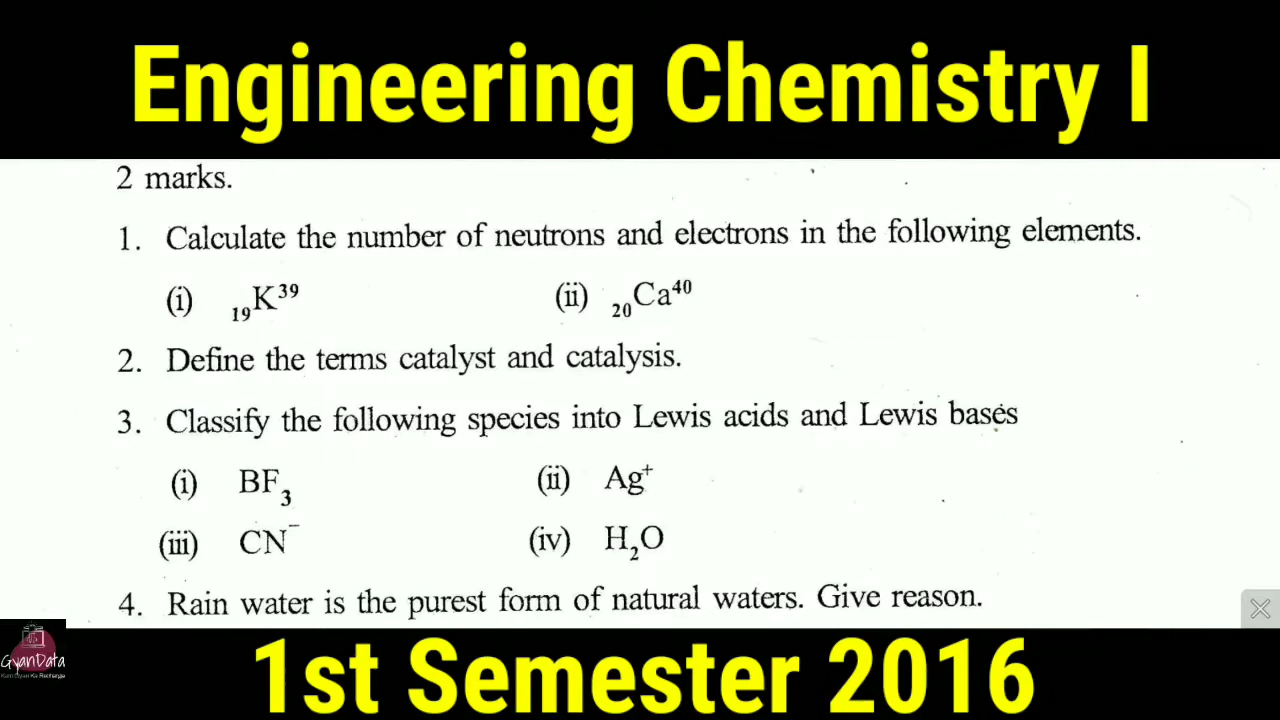 Engineering Chemistry I
2 marks.
1. Calculate the number of neutrons and electrons in the following elements.
(i) ₁₉K³⁹ (ii) ₂₀Ca⁴⁰
2. Define the terms catalyst and catalysis.
3. Classify the following species into Lewis acids and Lewis bases
(i) BF₃ (ii) Ag⁺
(iii) CN⁻ (iv) H₂O
4. Rain water is the purest form of natural waters. Give reason.
GyanData
1st Semester 2016